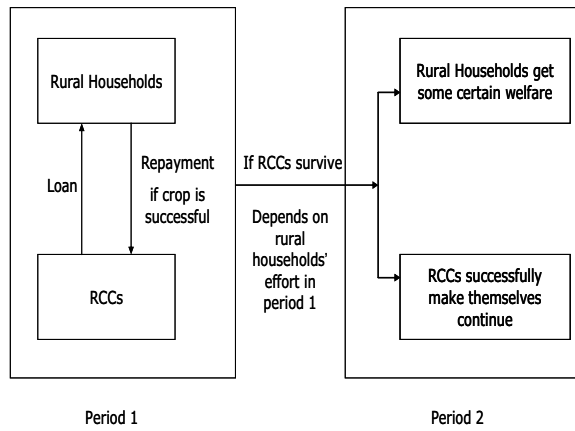 Rural Households
Loan
Repayment
if crop is
successful
RCCs
If RCCs survive
Depends on
rural
households'
effort in
period 1
Rural Households get
some certain welfare
RCCs successfully
make themselves
continue
Period 1
Period 2